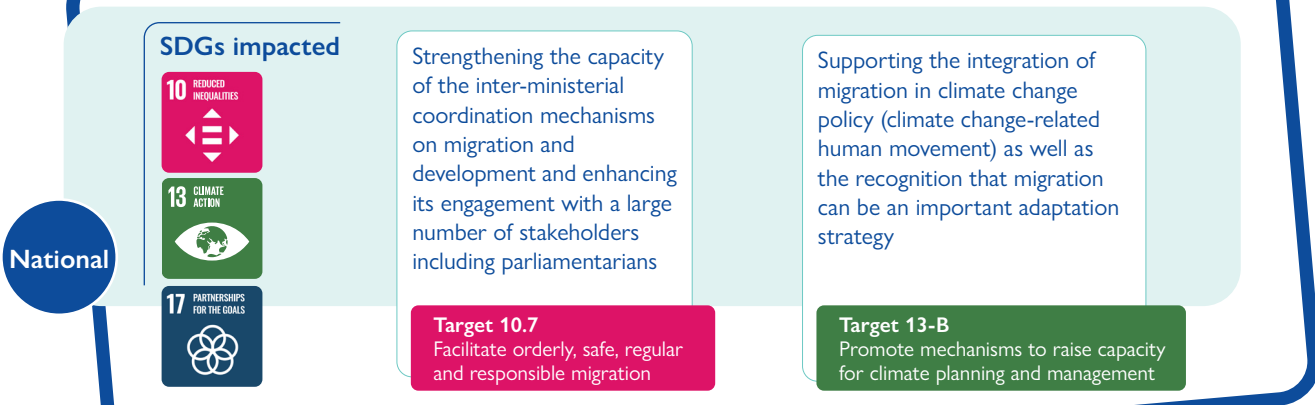 SDGs impacted
10 REDUCED
INEQUALITIES
13 CLIMATE
ACTION
17 PARTNERSHIPS
FOR THE GOALS
National
Strengthening the capacity
of the inter-ministerial
coordination mechanisms
on migration and
development and enhancing
its engagement with a large
number of stakeholders
including parliamentarians
Target 10.7
Facilitate orderly, safe, regular
and responsible migration
Supporting the integration of
migration in climate change
policy (climate change-related
human movement) as well as
the recognition that migration
can be an important adaptation
strategy
Target 13-B
Promote mechanisms to raise capacity
for climate planning and management